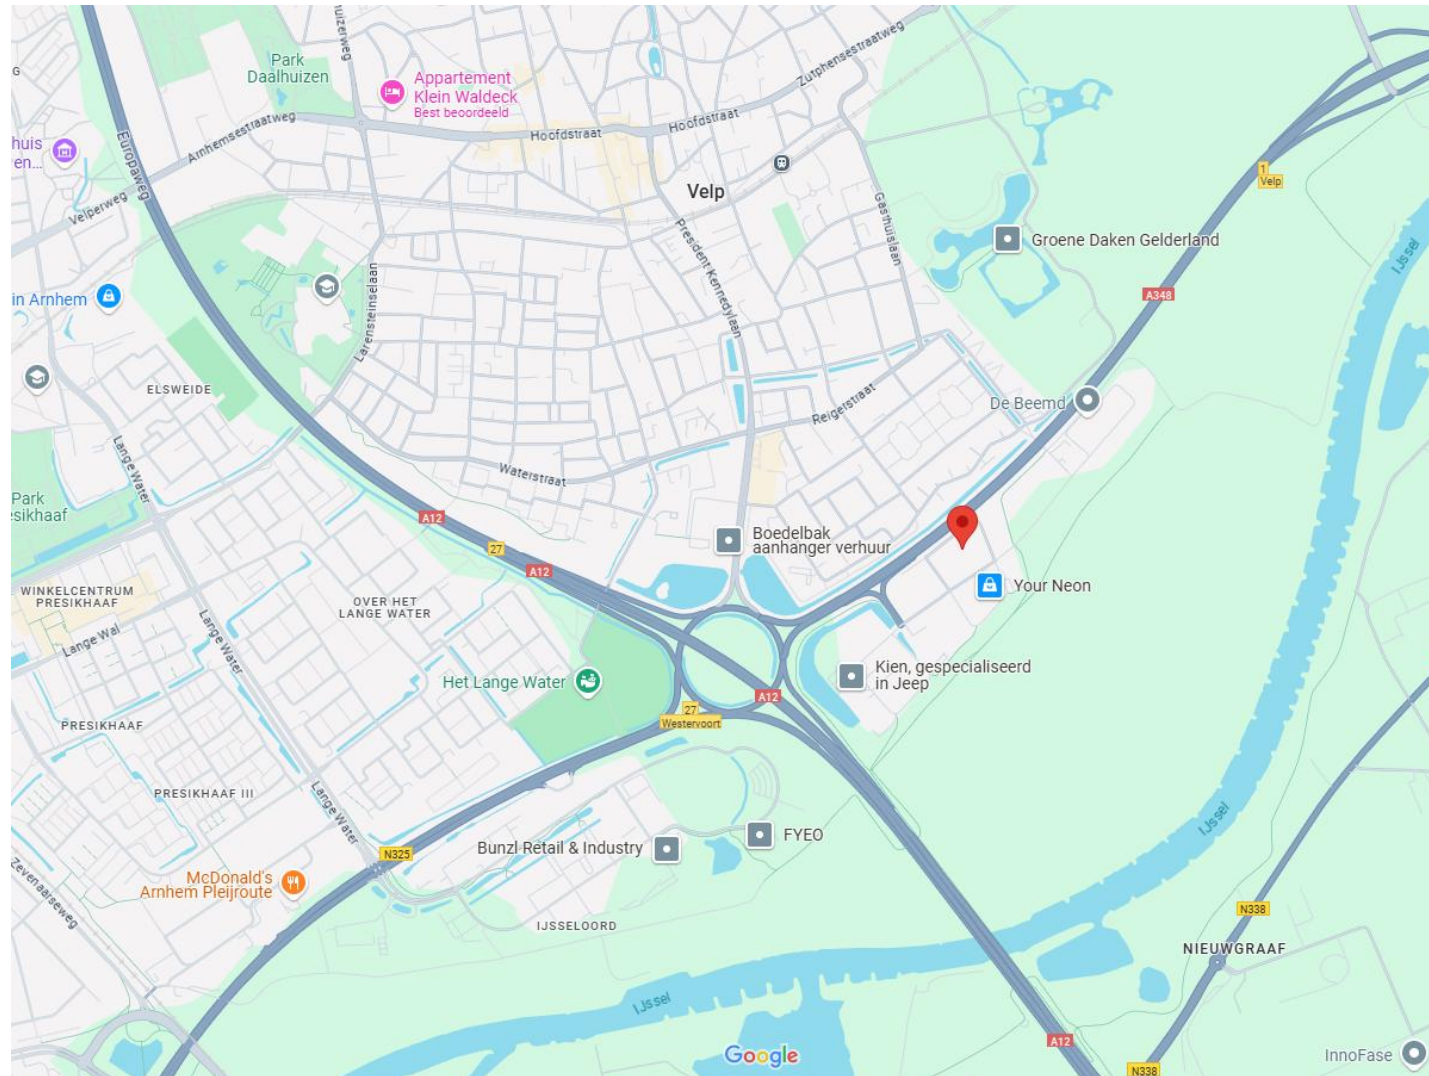 Park
Daalhuizen
Appartement
Klein Waldeck
Best beoordeeld
Zutphensestraatweg
Arnhemsestraatweg
Hoofdstraat
Hoofdstraat
Europaweg
huis
en...
Velperweg
Velp
1
Velp
Gasthuislaan
IJssel
President Kennedylaan
Groene Daken Gelderland
in Arnhem
A348
Larensteinselaan
ELSWEIDE
De Beemd
Reigerstraat
Lange Water
Waterstraat
Park
esikhaaf
A12
27
A12
Boedelbak
aanhanger verhuur
Your Neon
WINKELCENTRUM
PRESIKHAAF
OVER HET
LANGE WATER
Lange Wal
Lange Water
Het Lange Water
Kien, gespecialiseerd
in Jeep
A12
27
Westervoort
PRESIKHAAF
PRESIKHAAF III
Lange Water
IJssel
FYEO
Bunzl Retail & Industry
N325
McDonald's
Arnhem Pleijroute
Zevenaarseweg
IJSSELOORD
N338
NIEUWGRAAF
IJssel
Google
A12
InnoFase
N338